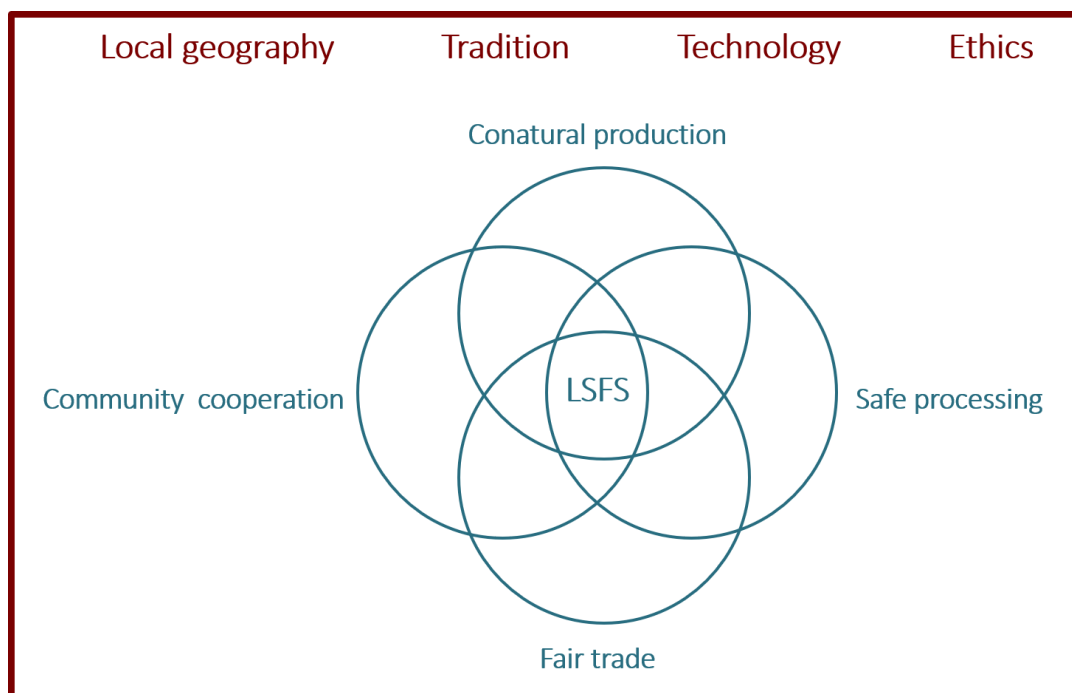 Local geography Tradition Technology Ethics
Conatural production
LSFS
Community cooperation
Safe processing
Fair trade